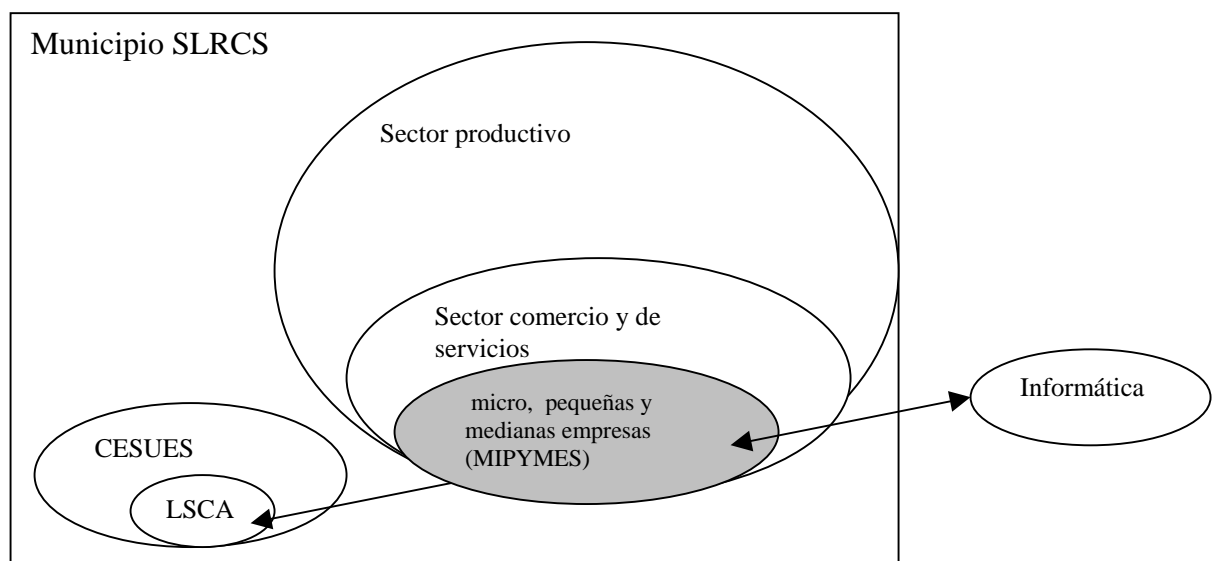 Municipio SLRCS
Sector productivo
Sector comercio y de
servicios
micro, pequeñas y
medianas empresas
(MIPYMES)
Informática
CESUES
LSCA